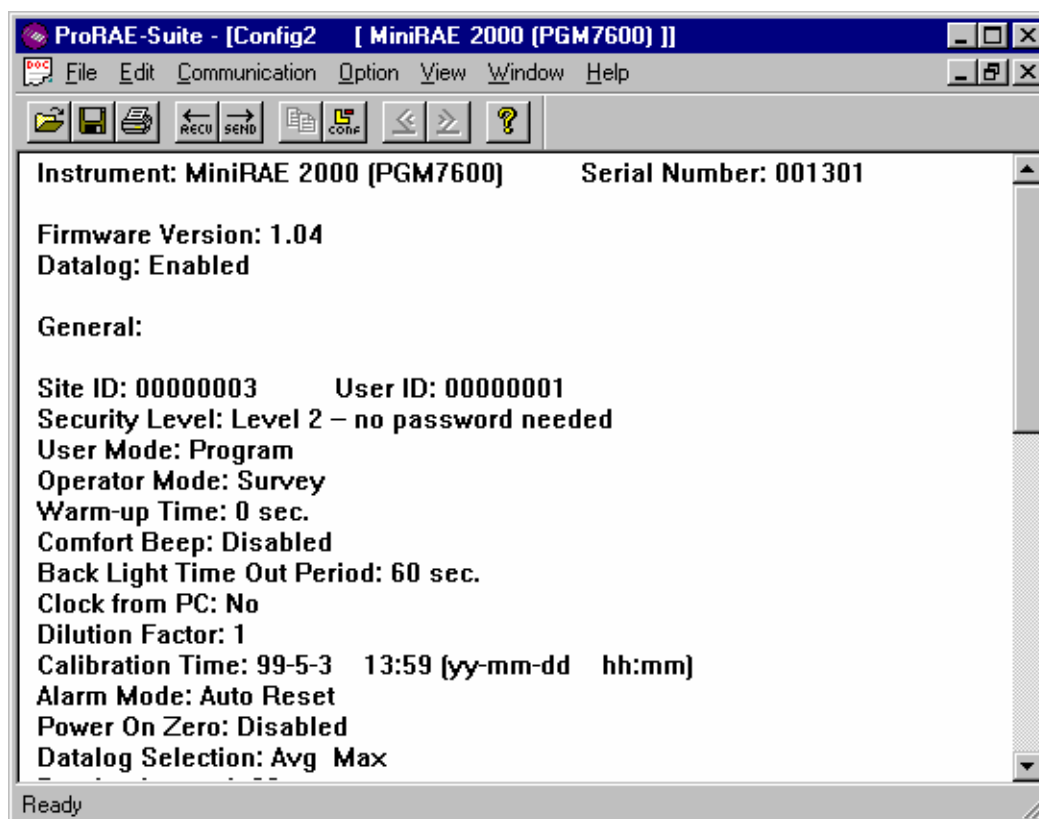 ProRAE-Suite - [Config2 [ MiniRAE 2000 (PGM7600) ]]
DOC File Edit Communication Option View Window Help
RECV SEND CONF
Instrument: MiniRAE 2000 (PGM7600) Serial Number: 001301
Firmware Version: 1.04
Datalog: Enabled
General:
Site ID: 00000003 User ID: 00000001
Security Level: Level 2 – no password needed
User Mode: Program
Operator Mode: Survey
Warm-up Time: 0 sec.
Comfort Beep: Disabled
Back Light Time Out Period: 60 sec.
Clock from PC: No
Dilution Factor: 1
Calibration Time: 99-5-3 13:59 (yy-mm-dd hh:mm)
Alarm Mode: Auto Reset
Power On Zero: Disabled
Datalog Selection: Avg Max
Ready